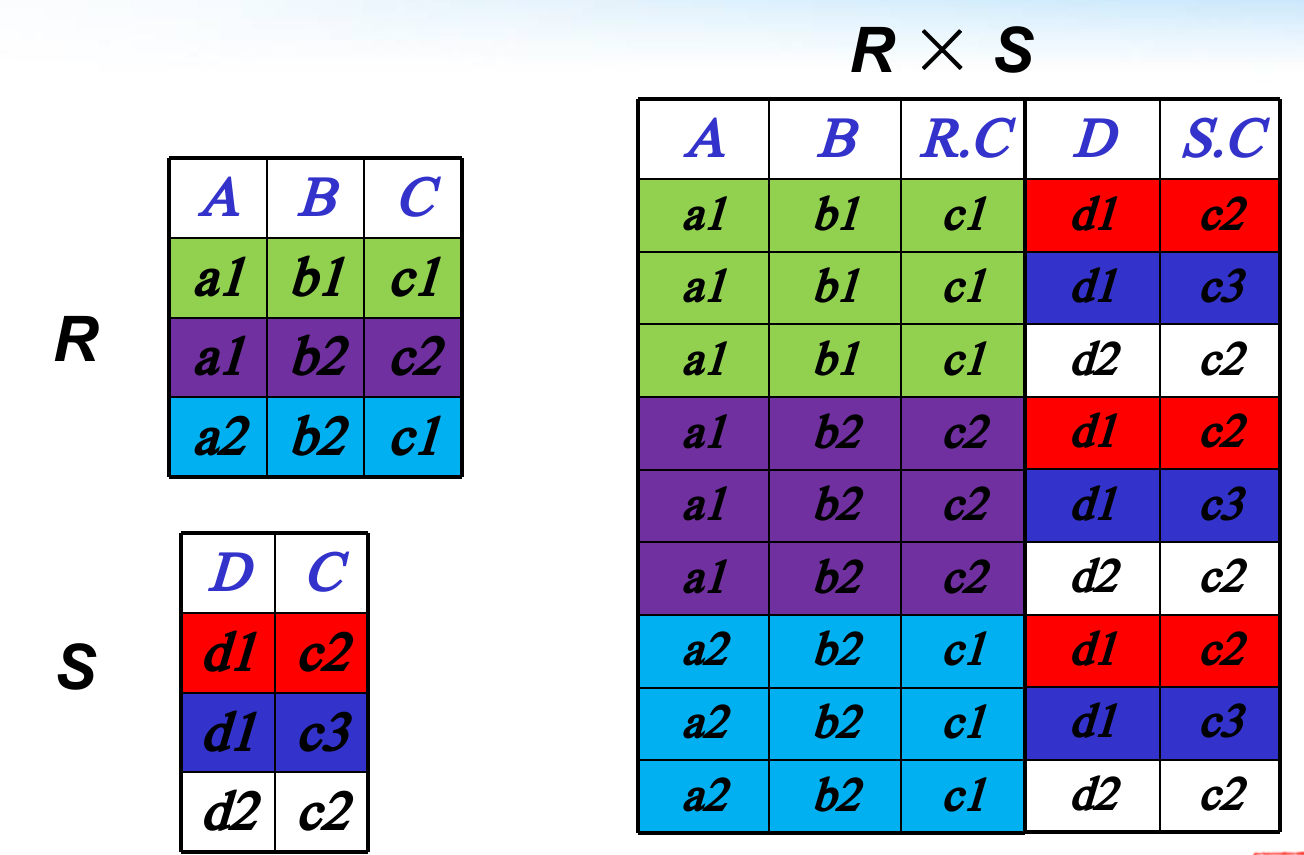 R × S
A B R.C D S.C
a1 b1 c1 d1 c2
a1 b1 c1 d1 c3
a1 b1 c1 d2 c2
a1 b2 c2 d1 c2
a1 b2 c2 d1 c3
a1 b2 c2 d2 c2
a2 b2 c1 d1 c2
a2 b2 c1 d1 c3
a2 b2 c1 d2 c2
R
A B C
a1 b1 c1
a1 b2 c2
a2 b2 c1
S
D C
d1 c2
d1 c3
d2 c2